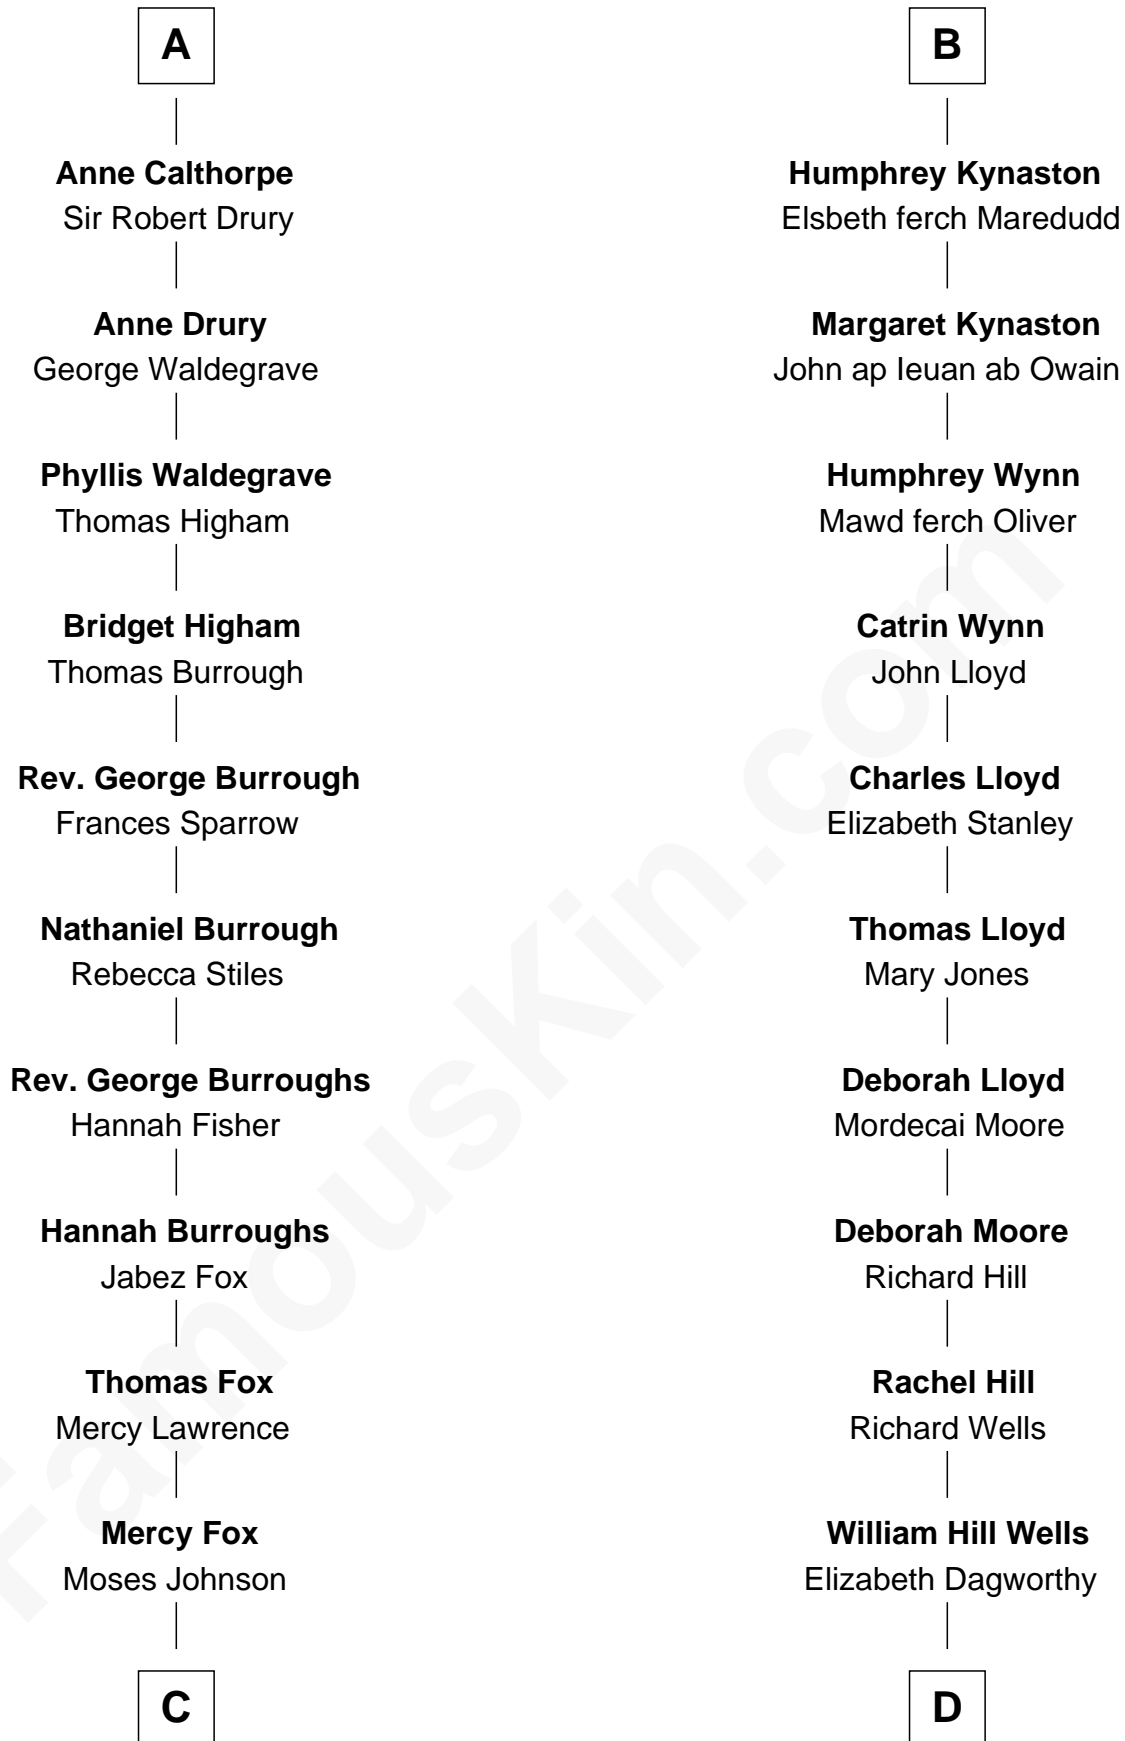 A
Anne Calthorpe
Sir Robert Drury
Anne Drury
George Waldegrave
Phyllis Waldegrave
Thomas Higham
Bridget Higham
Thomas Burrough
Rev. George Burrough
Frances Sparrow
Nathaniel Burrough
Rebecca Stiles
Rev. George Burroughs
Hannah Fisher
Hannah Burroughs
Jabez Fox
Thomas Fox
Mercy Lawrence
Mercy Fox
Moses Johnson
C
B
Humphrey Kynaston
Elsbeth ferch Maredudd
Margaret Kynaston
John ap Ieuan ab Owain
Humphrey Wynn
Mawd ferch Oliver
Catrin Wynn
John Lloyd
Charles Lloyd
Elizabeth Stanley
Thomas Lloyd
Mary Jones
Deborah Lloyd
Mordecai Moore
Deborah Moore
Richard Hill
Rachel Hill
Richard Wells
William Hill Wells
Elizabeth Dagworthy
D
FamousKin.com